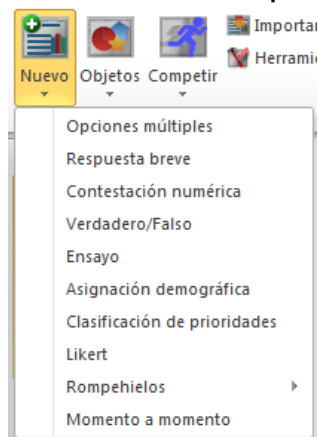 Importar
Nuevo Objetos Competir
Opciones múltiples
Respuesta breve
Contestación numérica
Verdadero/Falso
Ensayo
Asignación demográfica
Clasificación de prioridades
Likert
Rompehielos
Momento a momento